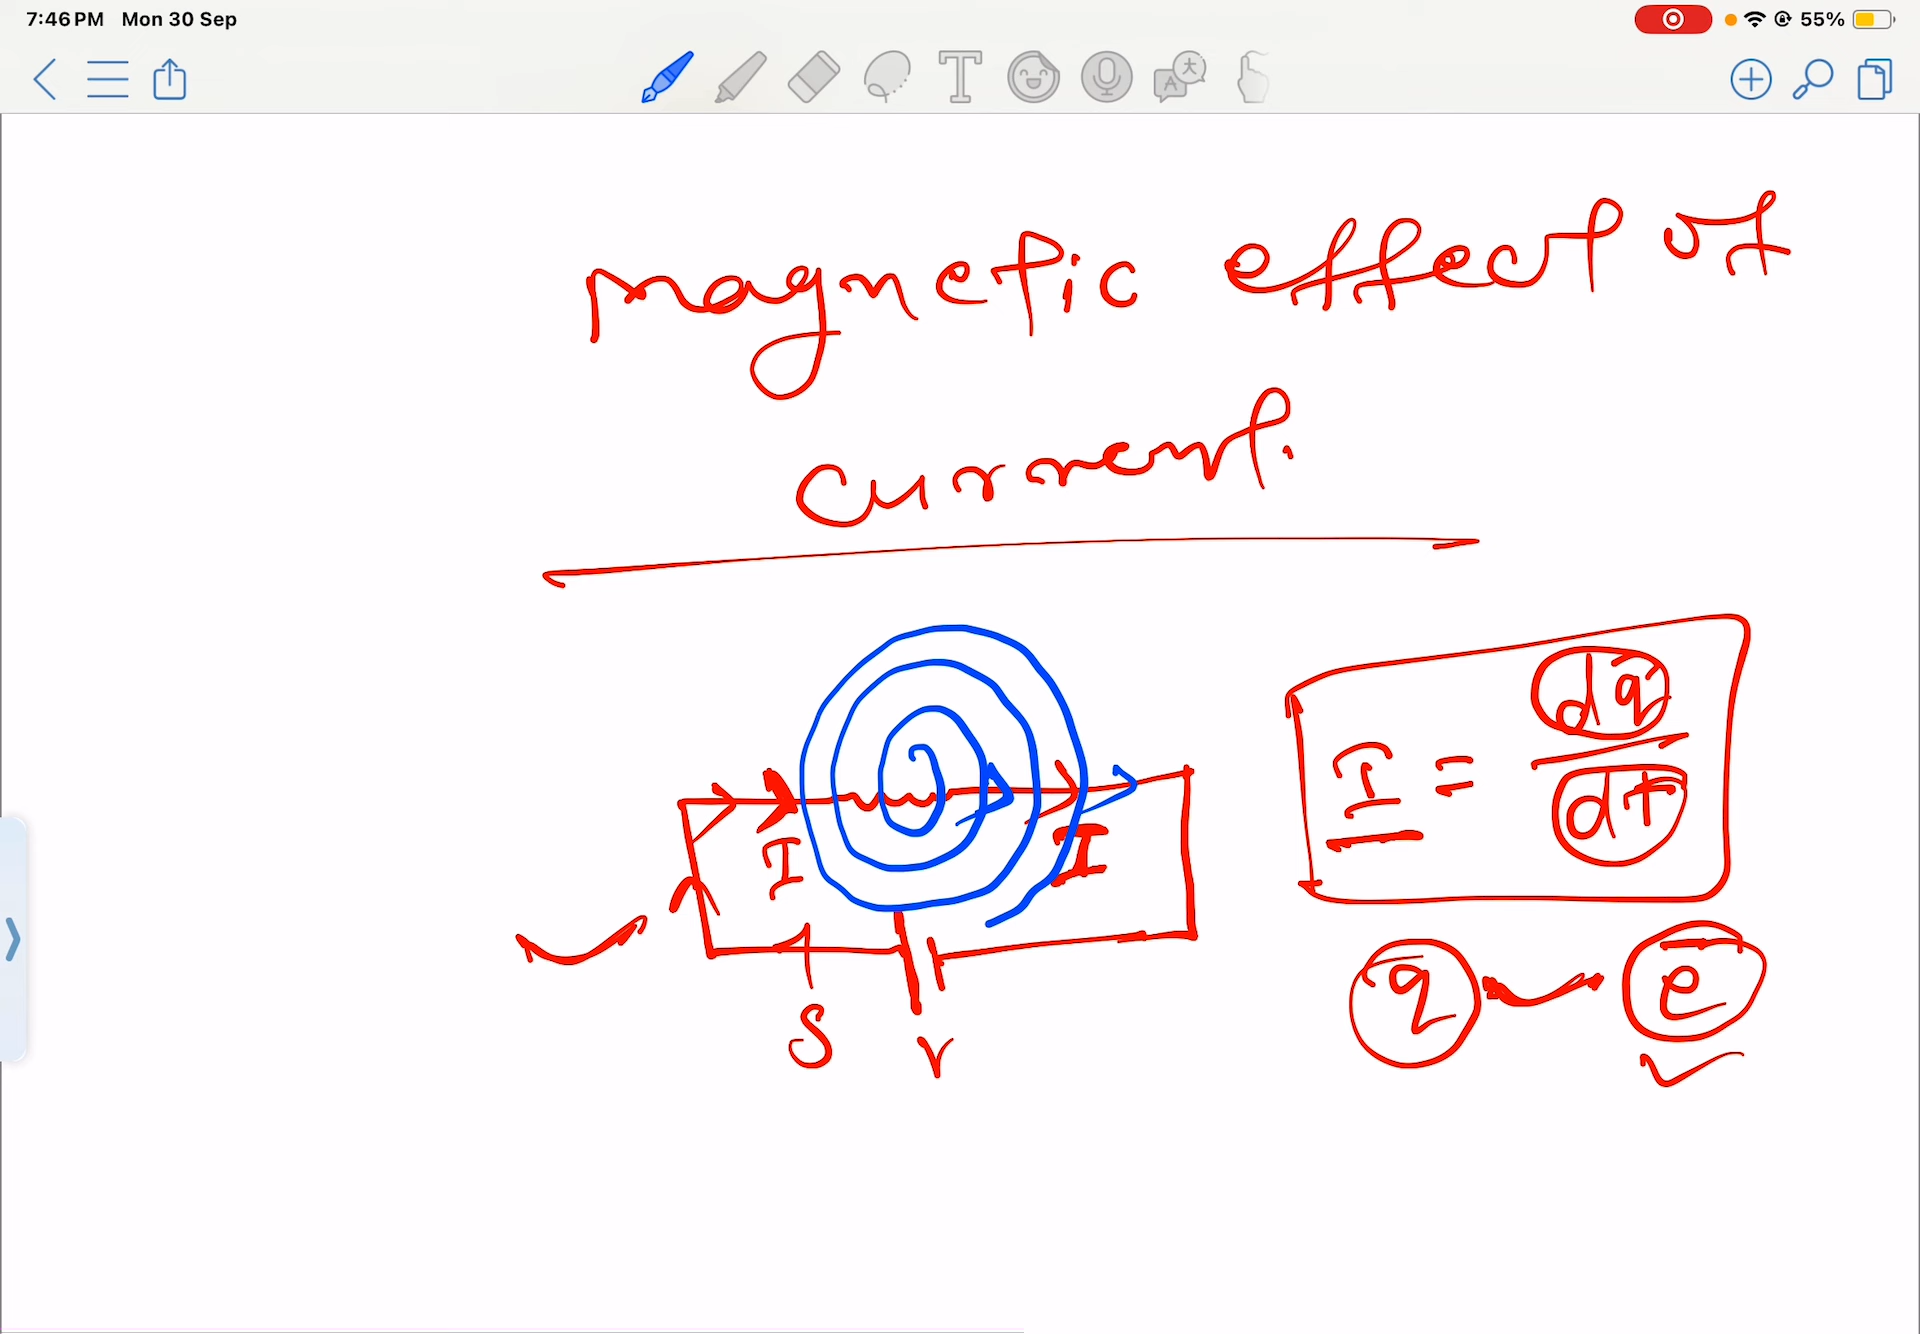 7:46 PM Mon 30 Sep
55%
magnetic effect of
current.
I = dq
dt
I I
S V
q e